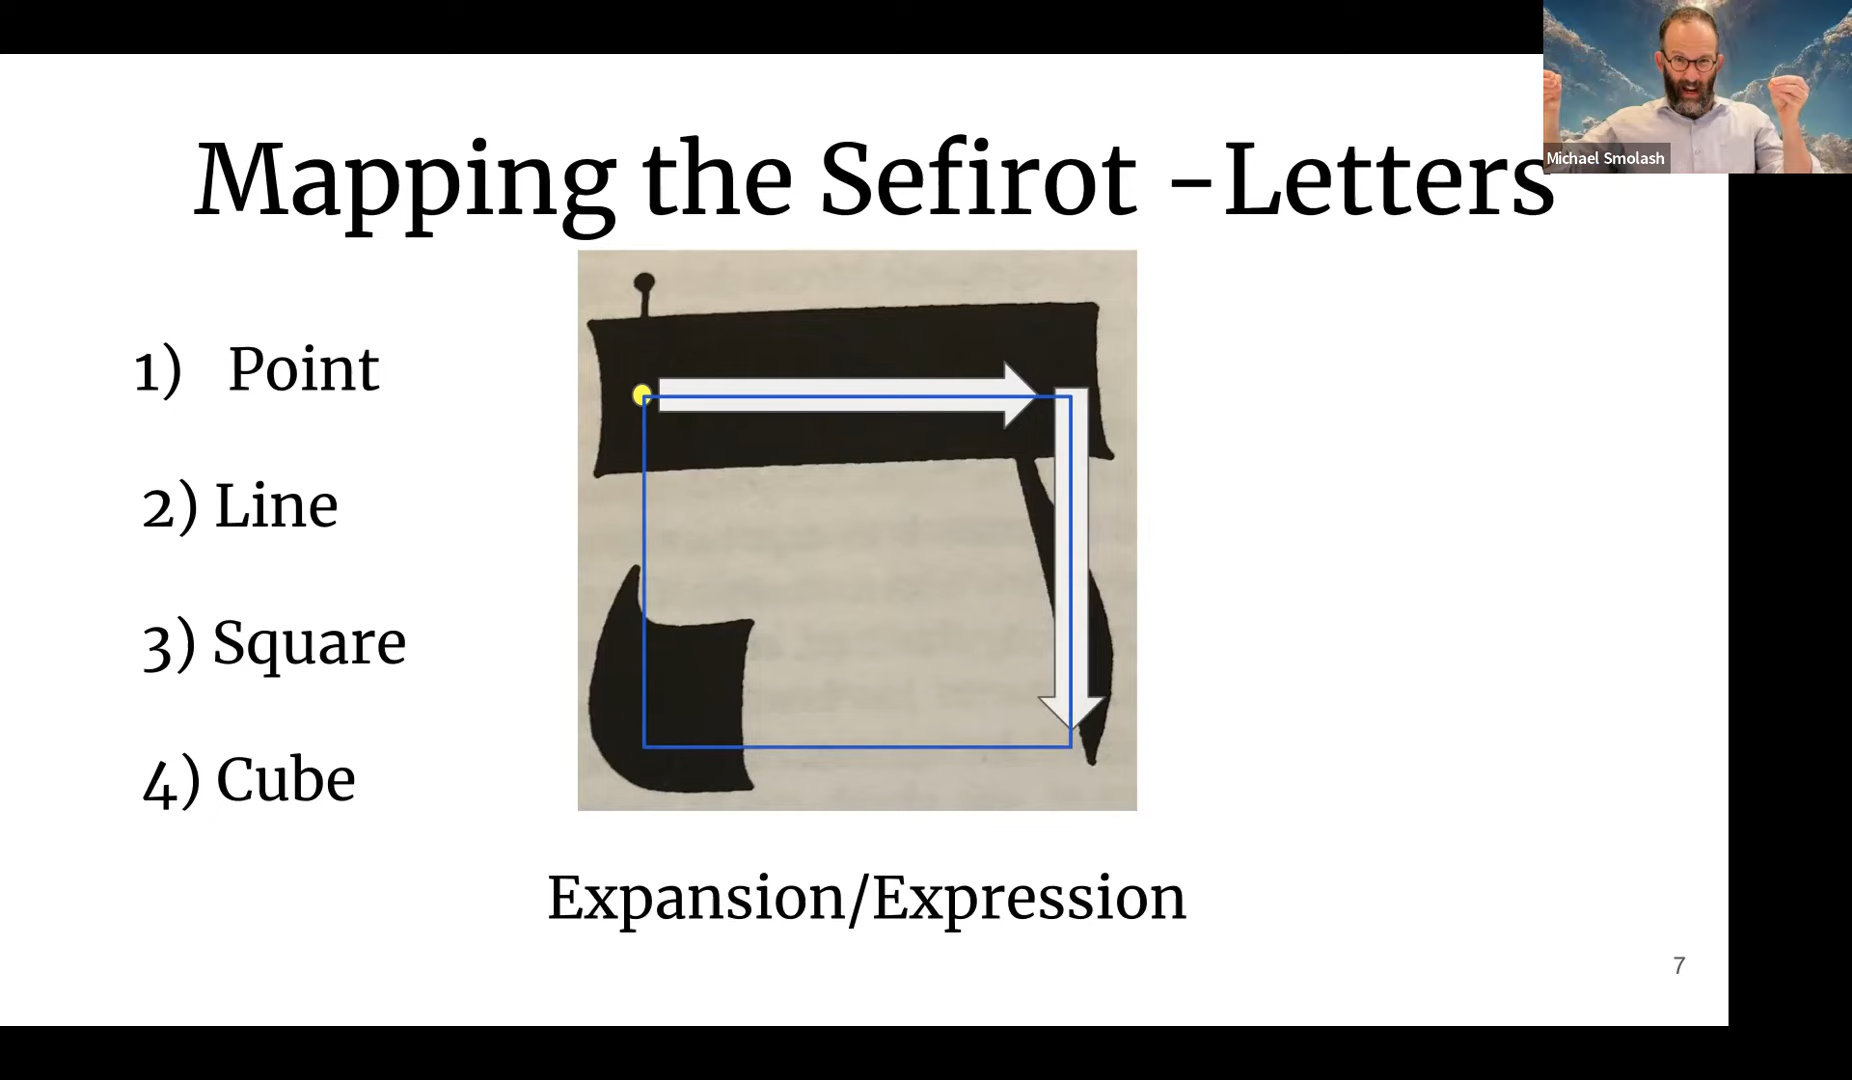 Mapping the Sefirot -Letters
Michael Smolash
1) Point
2) Line
3) Square
4) Cube
ה
Expansion/Expression
7